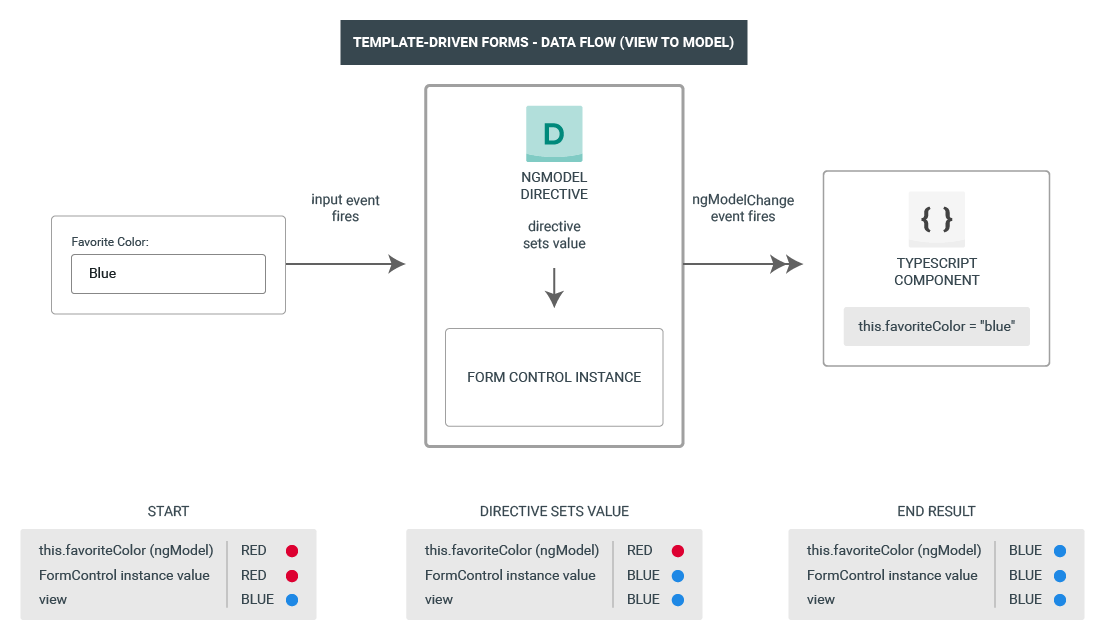 TEMPLATE-DRIVEN FORMS - DATA FLOW (VIEW TO MODEL)
Favorite Color:
Blue
input event
fires
D
NGMODEL
DIRECTIVE
directive
sets value
FORM CONTROL INSTANCE
ngModelChange
event fires
{ }
TYPESCRIPT
COMPONENT
this.favoriteColor = "blue"
START
this.favoriteColor (ngModel) RED
FormControl instance value RED
view BLUE
DIRECTIVE SETS VALUE
this.favoriteColor (ngModel) RED
FormControl instance value BLUE
view BLUE
END RESULT
this.favoriteColor (ngModel) BLUE
FormControl instance value BLUE
view BLUE